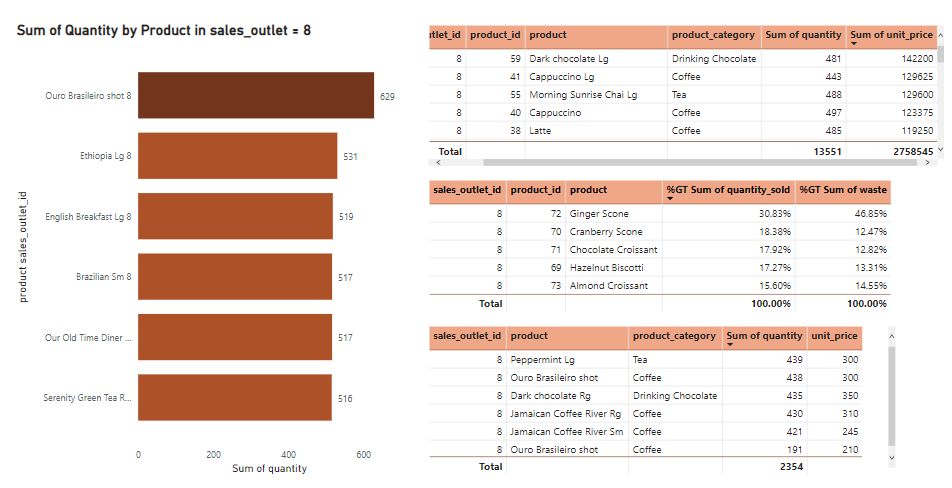 Sum of Quantity by Product in sales_outlet = 8
product sales_outlet_id
Ouro Brasileiro shot 8 629
Ethiopia Lg 8 531
English Breakfast Lg 8 519
Brazilian Sm 8 517
Our Old Time Diner ... 517
Serenity Green Tea R... 516
0 200 400 600
Sum of quantity
utlet_id product_id product product_category Sum of quantity Sum of unit_price
8 59 Dark chocolate Lg Drinking Chocolate 481 142200
8 41 Cappuccino Lg Coffee 443 129625
8 55 Morning Sunrise Chai Lg Tea 488 129600
8 40 Cappuccino Coffee 497 123375
8 38 Latte Coffee 485 119250
Total 13551 2758545
sales_outlet_id product_id product %GT Sum of quantity_sold %GT Sum of waste
8 72 Ginger Scone 30.83% 46.85%
8 70 Cranberry Scone 18.38% 12.47%
8 71 Chocolate Croissant 17.92% 12.82%
8 69 Hazelnut Biscotti 17.27% 13.31%
8 73 Almond Croissant 15.60% 14.55%
Total 100.00% 100.00%
sales_outlet_id product product_category Sum of quantity unit_price
8 Peppermint Lg Tea 439 300
8 Ouro Brasileiro shot Coffee 438 300
8 Dark chocolate Rg Drinking Chocolate 435 350
8 Jamaican Coffee River Rg Coffee 430 310
8 Jamaican Coffee River Sm Coffee 421 245
8 Ouro Brasileiro shot Coffee 191 210
Total 2354